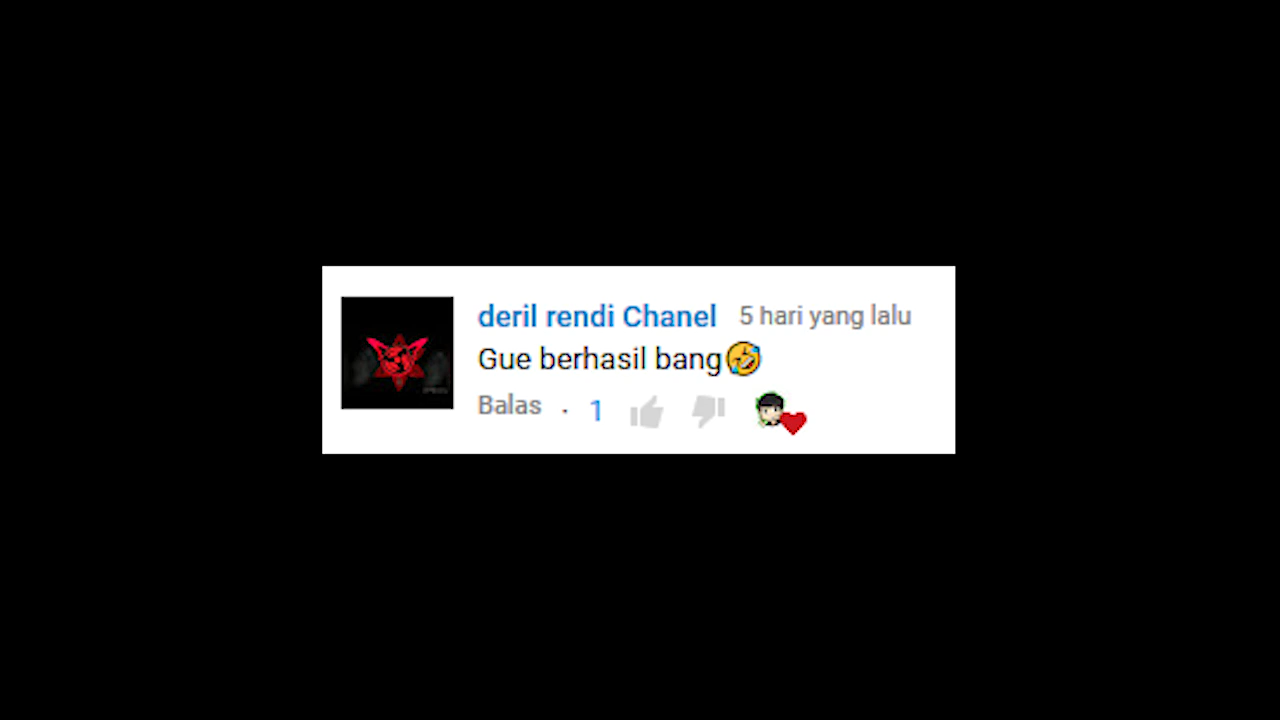 deril rendi Chanel 5 hari yang lalu
Gue berhasil bang🤣
Balas · 1